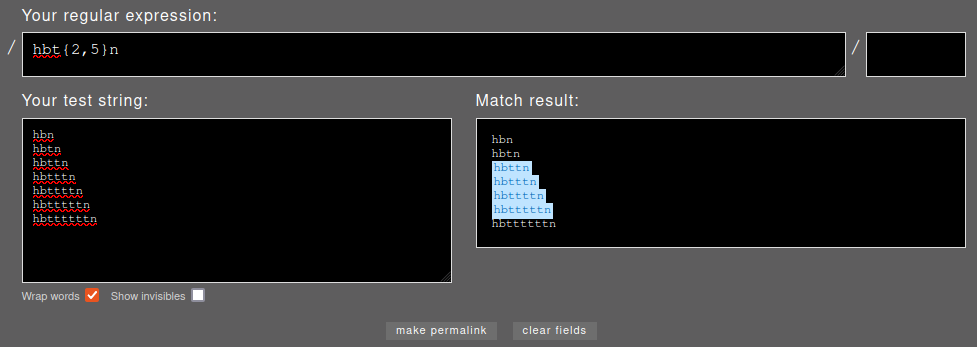 Your regular expression:
/ hbt{2,5}n /
Your test string:
hbn
hbtn
hbttn
hbtttn
hbttttn
hbtttttn
hbttttttn
Match result:
hbn
hbtn
hbttn
hbtttn
hbttttn
hbtttttn
hbttttttn
Wrap words Show invisibles
make permalink clear fields